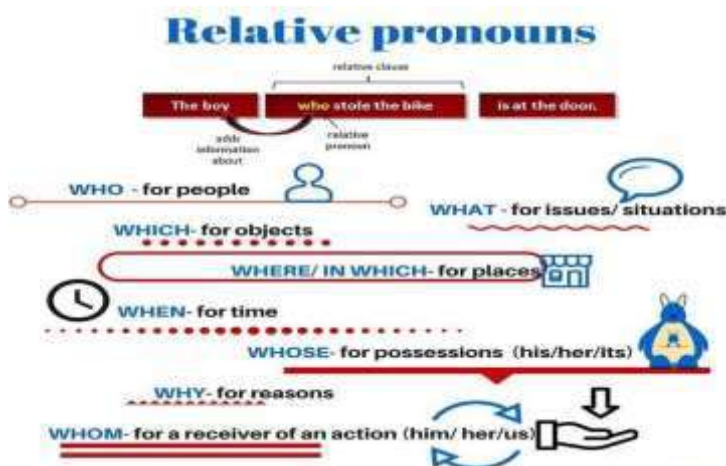 Relative pronouns
relative clause
The boy who stole the bike is at the door.
adds
information
about
relative
pronoun
WHO - for people
WHAT - for issues/ situations
WHICH- for objects
WHERE/ IN WHICH- for places
WHEN- for time
WHOSE- for possessions (his/her/its)
WHY- for reasons
WHOM- for a receiver of an action (him/ her/us)